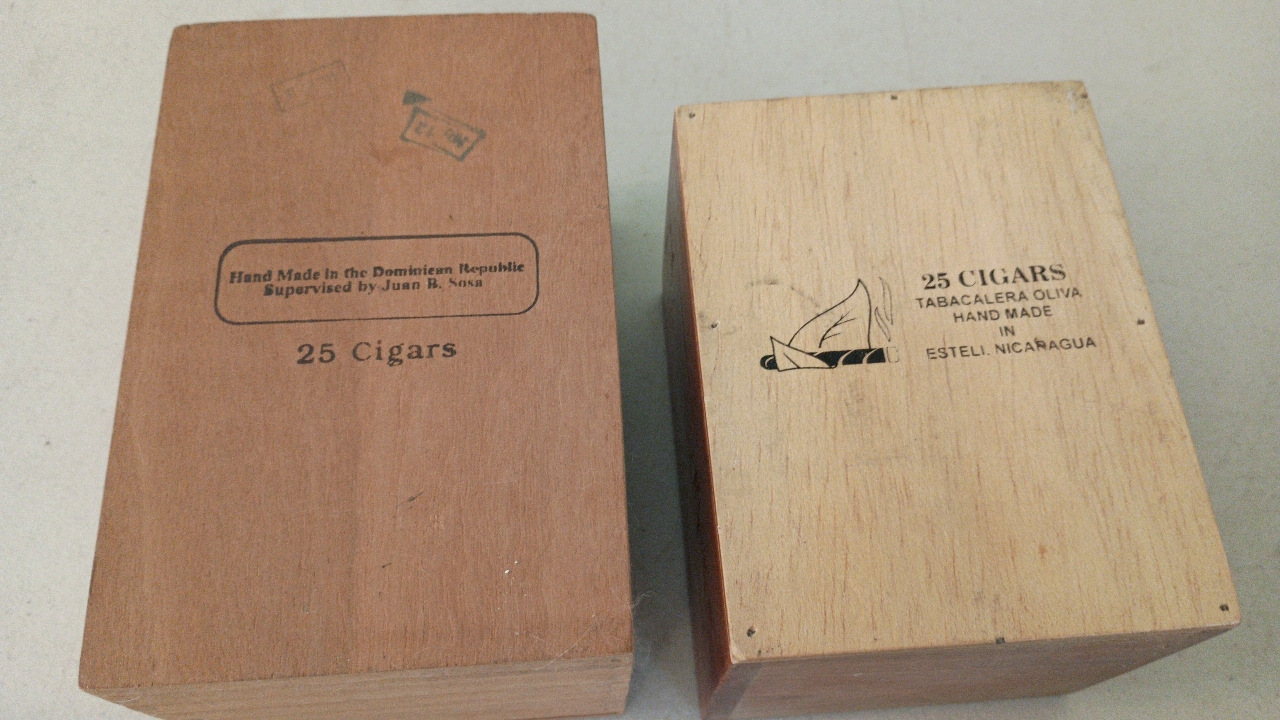 Hand Made in the Dominican Republic
Supervised by Juan B. Sosa
25 Cigars
25 CIGARS
TABACALERA OLIVA
HAND MADE
IN
ESTELI. NICARAGUA